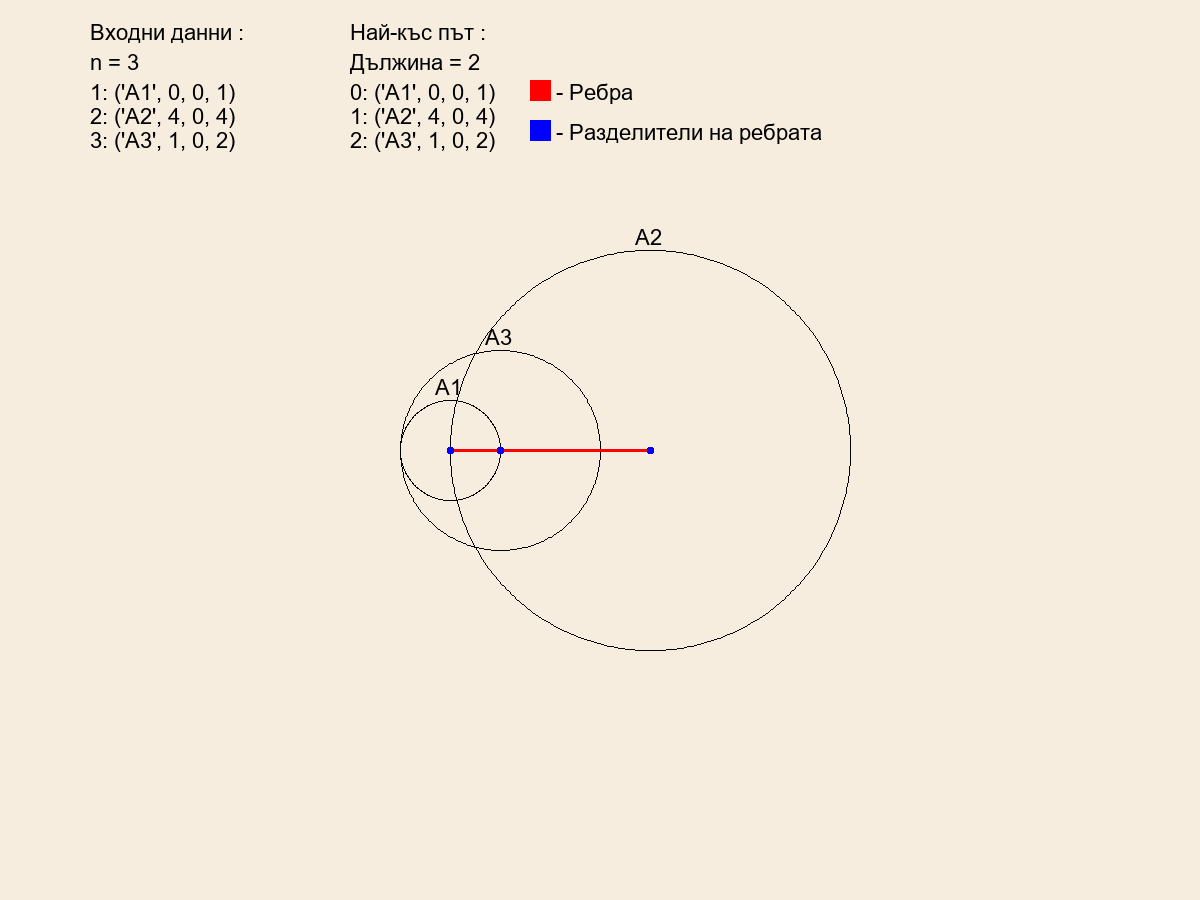 Входни данни :
n = 3
1: ('A1', 0, 0, 1)
2: ('A2', 4, 0, 4)
3: ('A3', 1, 0, 2)
Най-къс път :
Дължина = 2
0: ('A1', 0, 0, 1)
1: ('A2', 4, 0, 4)
2: ('A3', 1, 0, 2)
- Ребра
- Разделители на ребрата
A2
A3
A1